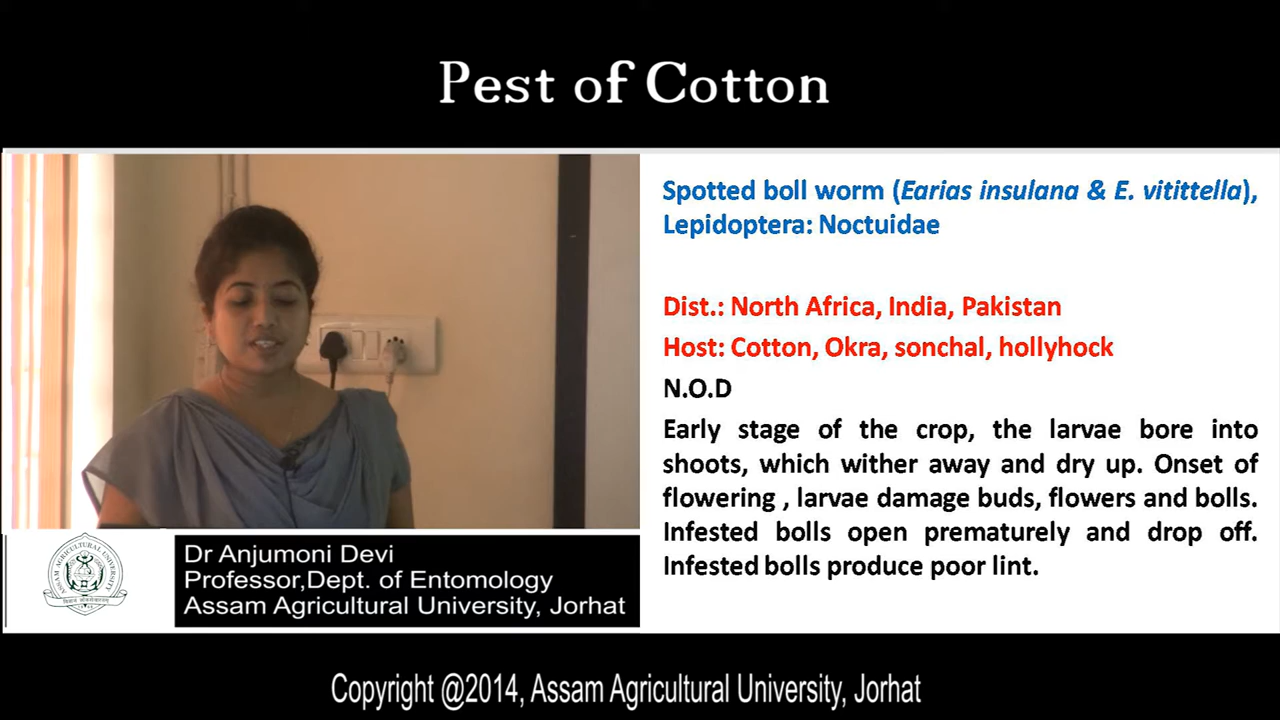 Pest of Cotton
Spotted boll worm (Earias insulana & E. vitittella),
Lepidoptera: Noctuidae
Dist.: North Africa, India, Pakistan
Host: Cotton, Okra, sonchal, hollyhock
N.O.D
Early stage of the crop, the larvae bore into
shoots, which wither away and dry up. Onset of
flowering , larvae damage buds, flowers and bolls.
Infested bolls open prematurely and drop off.
Infested bolls produce poor lint.
ASSAM AGRICULTURAL UNIVERSITY
Dr Anjumoni Devi
Professor,Dept. of Entomology
Assam Agricultural University, Jorhat
Copyright @2014, Assam Agricultural University, Jorhat